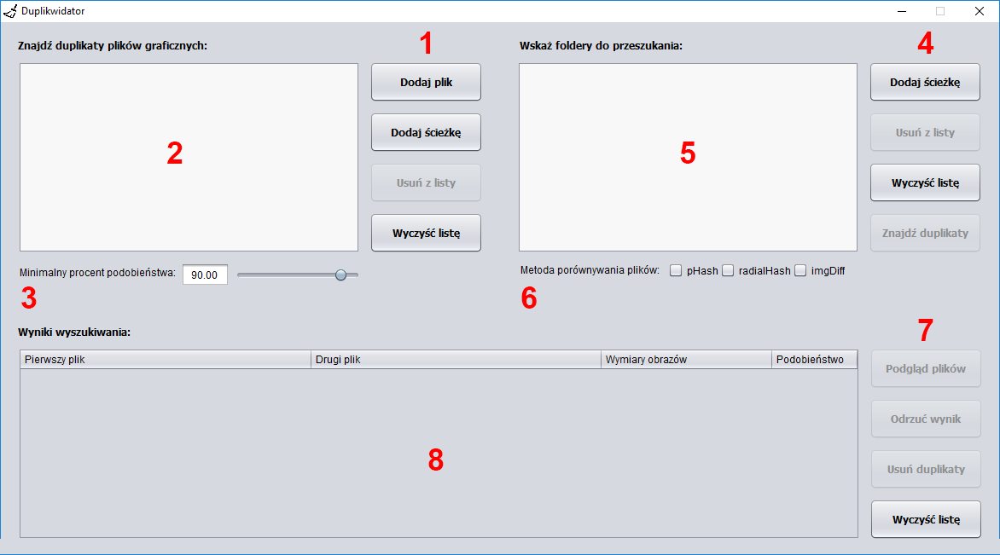 Duplikwidator
Znajdź duplikaty plików graficznych:
1
Wskaż foldery do przeszukania:
4
Dodaj plik
Dodaj ścieżkę
Usuń z listy
Wyczyść listę
2
Dodaj ścieżkę
Usuń z listy
Wyczyść listę
Znajdź duplikaty
5
Minimalny procent podobieństwa: 90.00
3
Metoda porównywania plików: pHash radialHash imgDiff
6
Wyniki wyszukiwania:
7
Pierwszy plik Drugi plik Wymiary obrazów Podobieństwo
8
Podgląd plików
Odrzuć wynik
Usuń duplikaty
Wyczyść listę